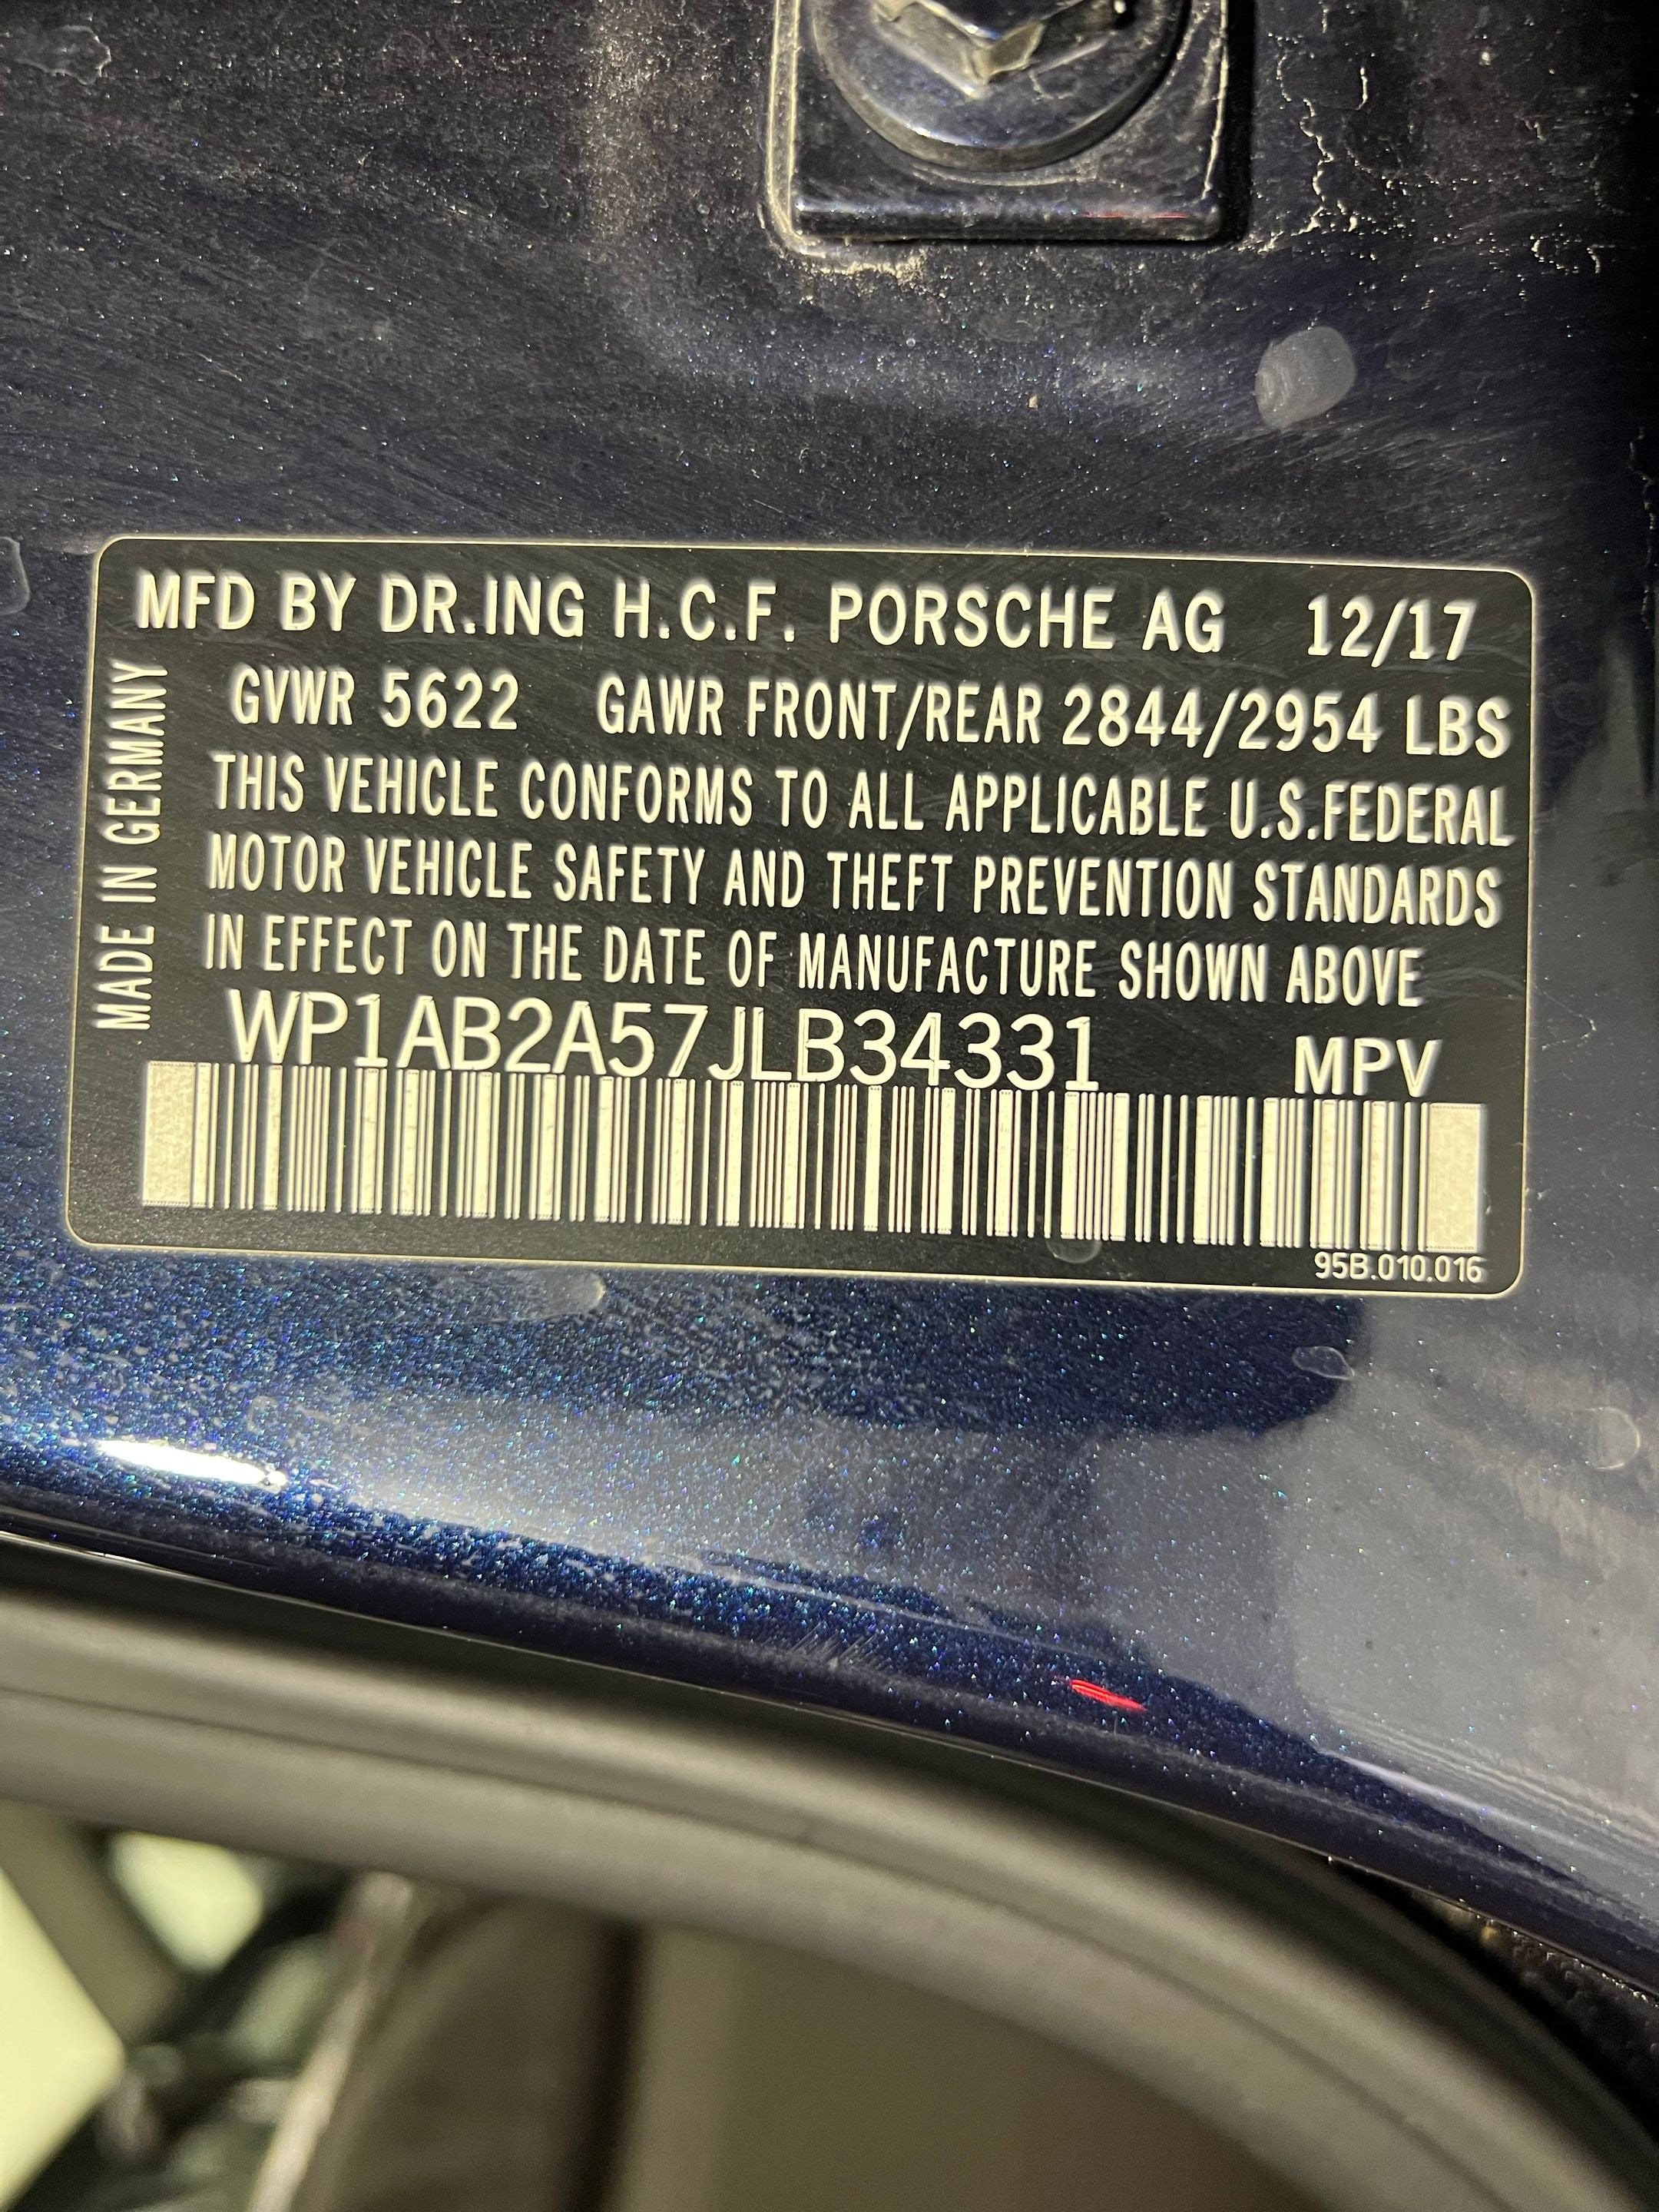 MFD BY DR.ING H.C.F. PORSCHE AG 12/17
GVWR 5622 GAWR FRONT/REAR 2844/2954 LBS
THIS VEHICLE CONFORMS TO ALL APPLICABLE U.S.FEDERAL
MOTOR VEHICLE SAFETY AND THEFT PREVENTION STANDARDS
IN EFFECT ON THE DATE OF MANUFACTURE SHOWN ABOVE
WP1AB2A57JLB34331 MPV
95B.010.016
MADE IN GERMANY